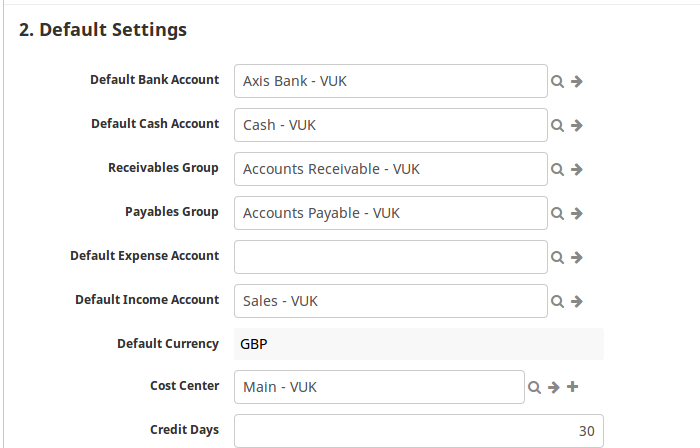 2. Default Settings
Default Bank Account Axis Bank - VUK
Default Cash Account Cash - VUK
Receivables Group Accounts Receivable - VUK
Payables Group Accounts Payable - VUK
Default Expense Account
Default Income Account Sales - VUK
Default Currency GBP
Cost Center Main - VUK
Credit Days 30